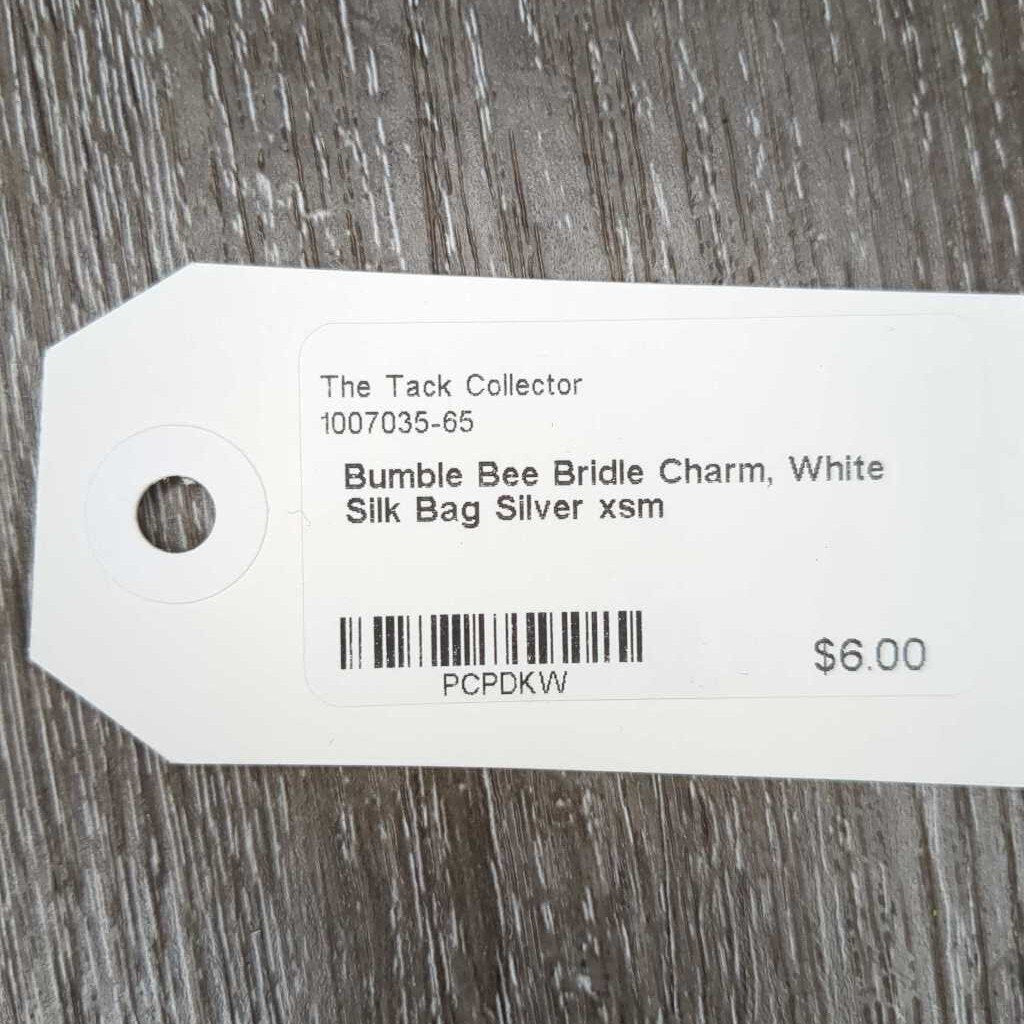 The Tack Collector
1007035-65
Bumble Bee Bridle Charm, White
Silk Bag Silver xsm
PCPDKW
$6.00